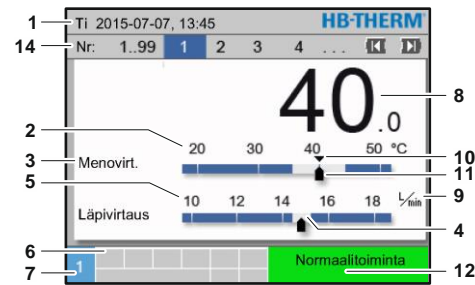 1 Ti 2015-07-07, 13:45 HB-THERM
14 Nr: 1..99 1 2 3 4 ...
40.0 8
2 20 30 40 50 °C 10
3 Menovirt. 11
5 10 12 14 16 18 L/min 9
Läpivirtaus 4
6
7 1 Normaalitoiminta 12